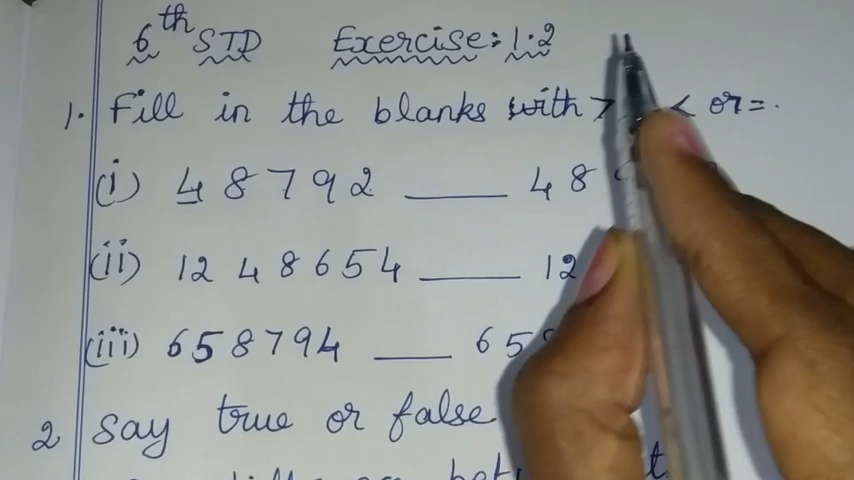 6th STD Exercise: 1.2
1. Fill in the blanks with > < or =.
(i) 48792 ____ 48
(ii) 1248654 ____ 12
(iii) 658794 ____ 658
2 Say true or false